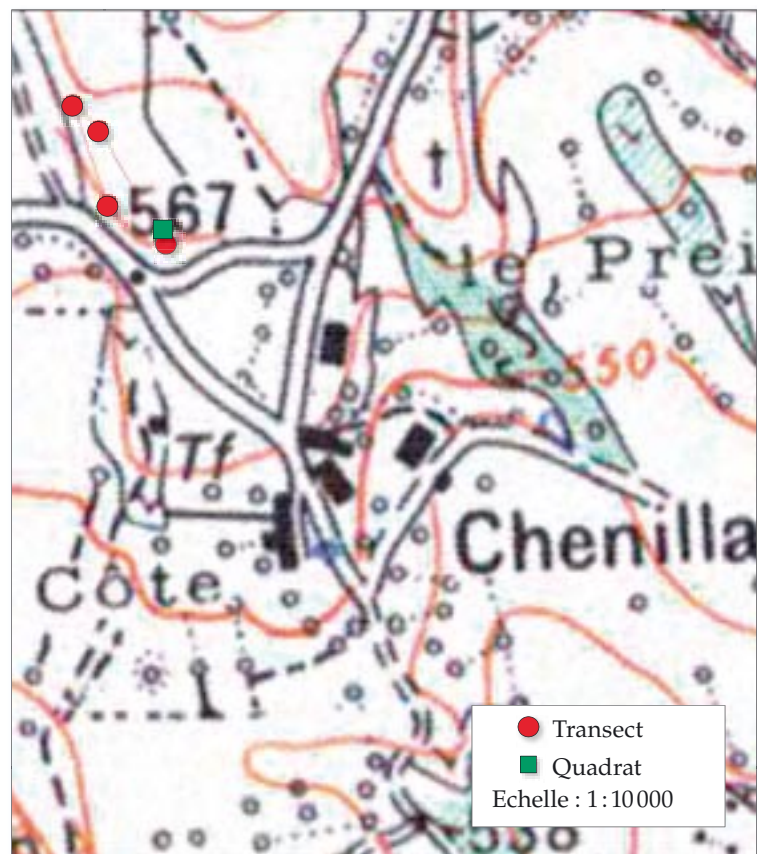 567
le Prei
550
Tf
Chenilla
Côte
Transect
Quadrat
Echelle : 1:10 000